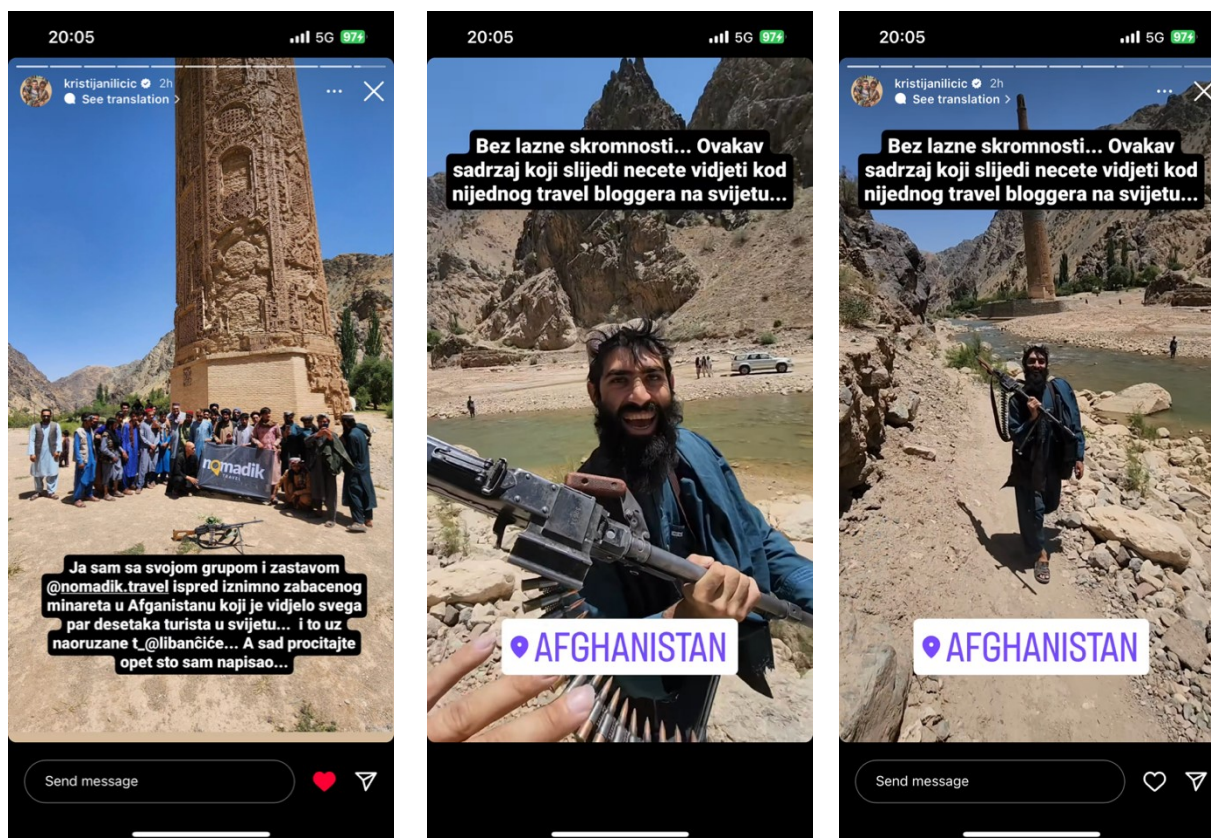 20:05
5G 97
kristijanilicic 2h
See translation >
nomadik
TRAVEL
Ja sam sa svojom grupom i zastavom
@nomadik.travel ispred iznimno zabacenog
minareta u Afganistanu koji je vidjelo svega
par desetaka turista u svijetu... i to uz
naoruzane t_@libančiće... A sad procitajte
opet sto sam napisao...
Send message
20:05
5G 97
Bez lazne skromnosti... Ovakav
sadrzaj koji slijedi necete vidjeti kod
nijednog travel bloggera na svijetu...
AFGHANISTAN
20:05
5G 97
kristijanilicic 2h
See translation >
Bez lazne skromnosti... Ovakav
sadrzaj koji slijedi necete vidjeti kod
nijednog travel bloggera na svijetu...
AFGHANISTAN
Send message